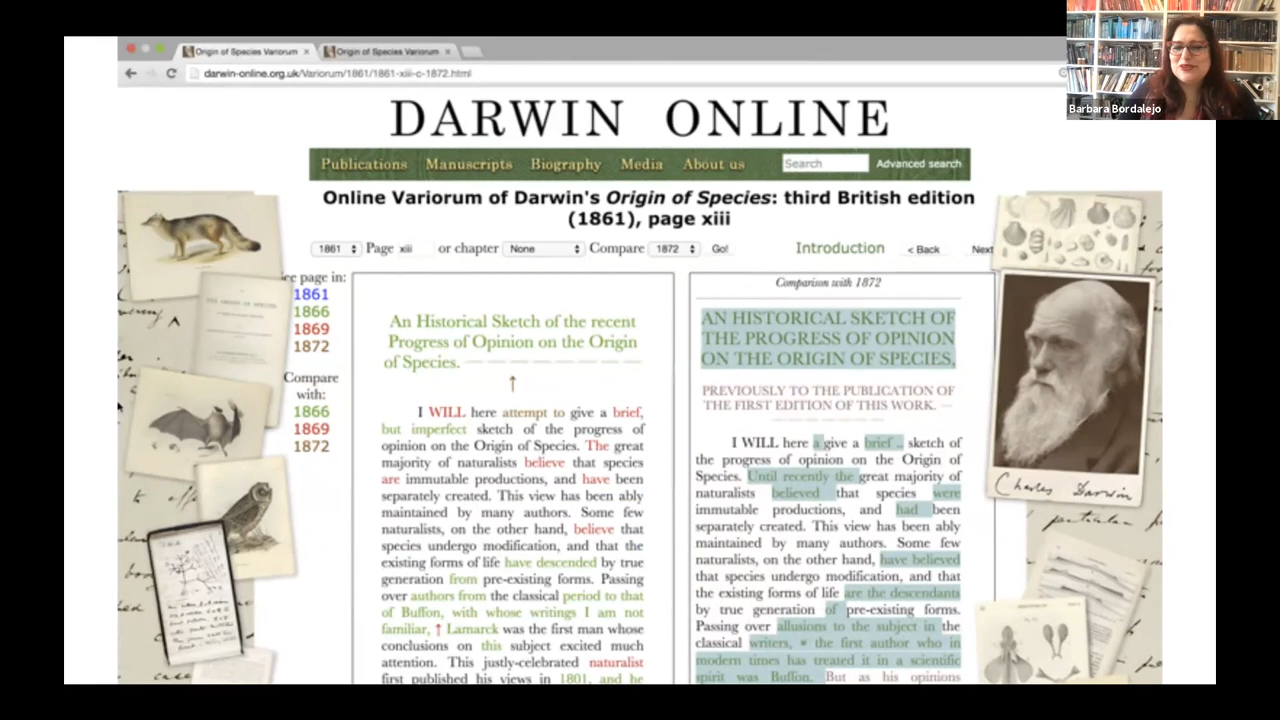 Barbara Bordalejo
Origin of Species Variorum × Origin of Species Variorum ×
darwin-online.org.uk/Variorum/1861/1861-xiii-c-1872.html
DARWIN ONLINE
Publications Manuscripts Biography Media About us Search Advanced search
Online Variorum of Darwin's Origin of Species: third British edition
(1861), page xiii
1861 Page xiii or chapter None Compare 1872 Go! Introduction < Back Next
page in:
1861
1866
1869
1872
Compare
with:
1866
1869
1872
An Historical Sketch of the recent
Progress of Opinion on the Origin
of Species.
↑
I WILL here attempt to give a brief,
but imperfect sketch of the progress of
opinion on the Origin of Species. The great
majority of naturalists believe that species
are immutable productions, and have been
separately created. This view has been ably
maintained by many authors. Some few
naturalists, on the other hand, believe that
species undergo modification, and that the
existing forms of life have descended by true
generation from pre-existing forms. Passing
over authors from the classical period to that
of Buffon, with whose writings I am not
familiar, ↑ Lamarck was the first man whose
conclusions on this subject excited much
attention. This justly-celebrated naturalist
first published his views in 1801, and he
Comparison with 1872
AN HISTORICAL SKETCH OF
THE PROGRESS OF OPINION
ON THE ORIGIN OF SPECIES,
PREVIOUSLY TO THE PUBLICATION OF
THE FIRST EDITION OF THIS WORK.
I WILL here a give a brief .. sketch of
the progress of opinion on the Origin of
Species. Until recently the great majority of
naturalists believed that species were
immutable productions, and had been
separately created. This view has been ably
maintained by many authors. Some few
naturalists, on the other hand, have believed
that species undergo modification, and that
the existing forms of life are the descendants
by true generation of pre-existing forms.
Passing over allusions to the subject in the
classical writers, * the first author who in
modern times has treated it in a scientific
spirit was Buffon. But as his opinions
Charles Darwin